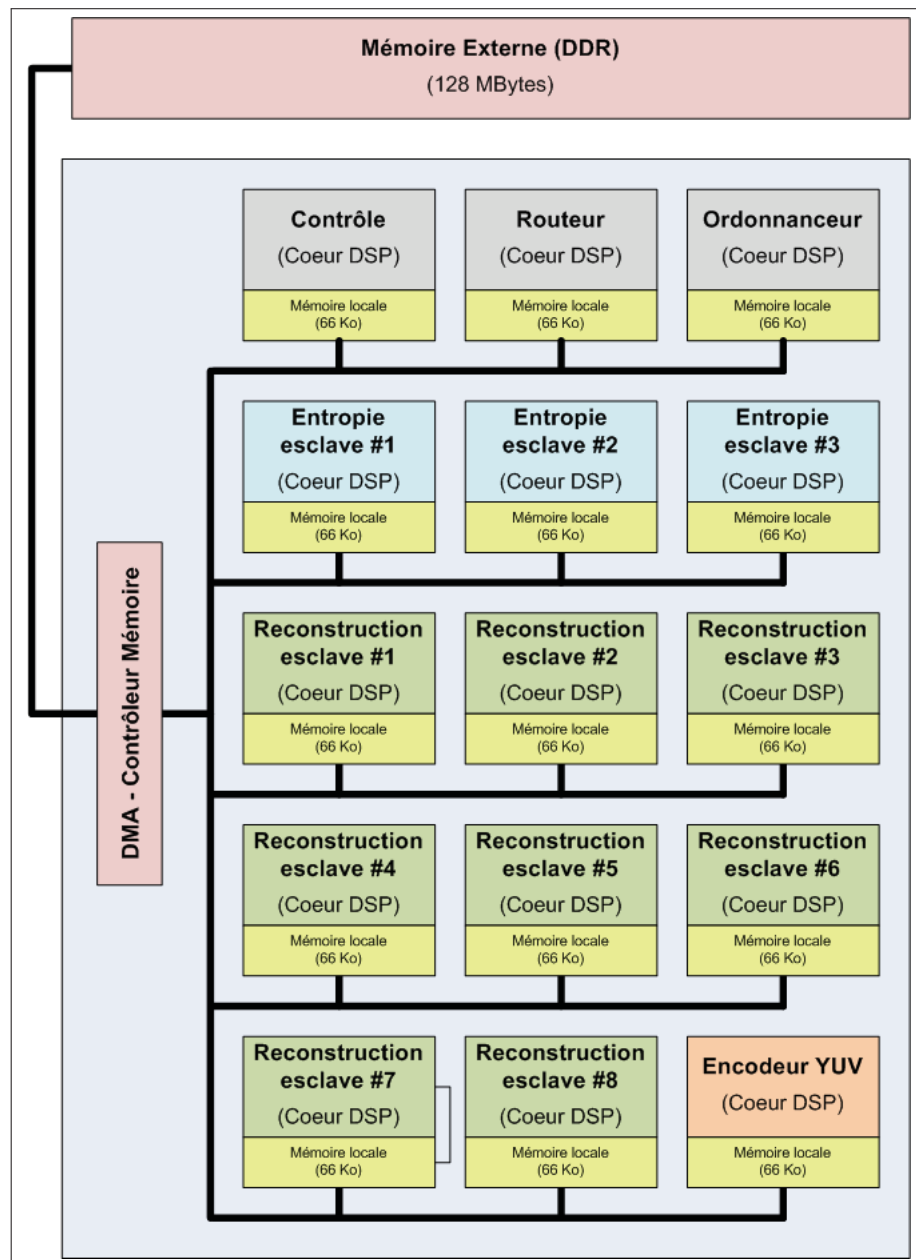 Mémoire Externe (DDR)
(128 MBytes)
Contrôle
(Coeur DSP)
Mémoire locale
(66 Ko)
Routeur
(Coeur DSP)
Mémoire locale
(66 Ko)
Ordonnanceur
(Coeur DSP)
Mémoire locale
(66 Ko)
Entropie
esclave #1
(Coeur DSP)
Mémoire locale
(66 Ko)
Entropie
esclave #2
(Coeur DSP)
Mémoire locale
(66 Ko)
Entropie
esclave #3
(Coeur DSP)
Mémoire locale
(66 Ko)
DMA - Contrôleur Mémoire
Reconstruction
esclave #1
(Coeur DSP)
Mémoire locale
(66 Ko)
Reconstruction
esclave #2
(Coeur DSP)
Mémoire locale
(66 Ko)
Reconstruction
esclave #3
(Coeur DSP)
Mémoire locale
(66 Ko)
Reconstruction
esclave #4
(Coeur DSP)
Mémoire locale
(66 Ko)
Reconstruction
esclave #5
(Coeur DSP)
Mémoire locale
(66 Ko)
Reconstruction
esclave #6
(Coeur DSP)
Mémoire locale
(66 Ko)
Reconstruction
esclave #7
(Coeur DSP)
Mémoire locale
(66 Ko)
Reconstruction
esclave #8
(Coeur DSP)
Mémoire locale
(66 Ko)
Encodeur YUV
(Coeur DSP)
Mémoire locale
(66 Ko)